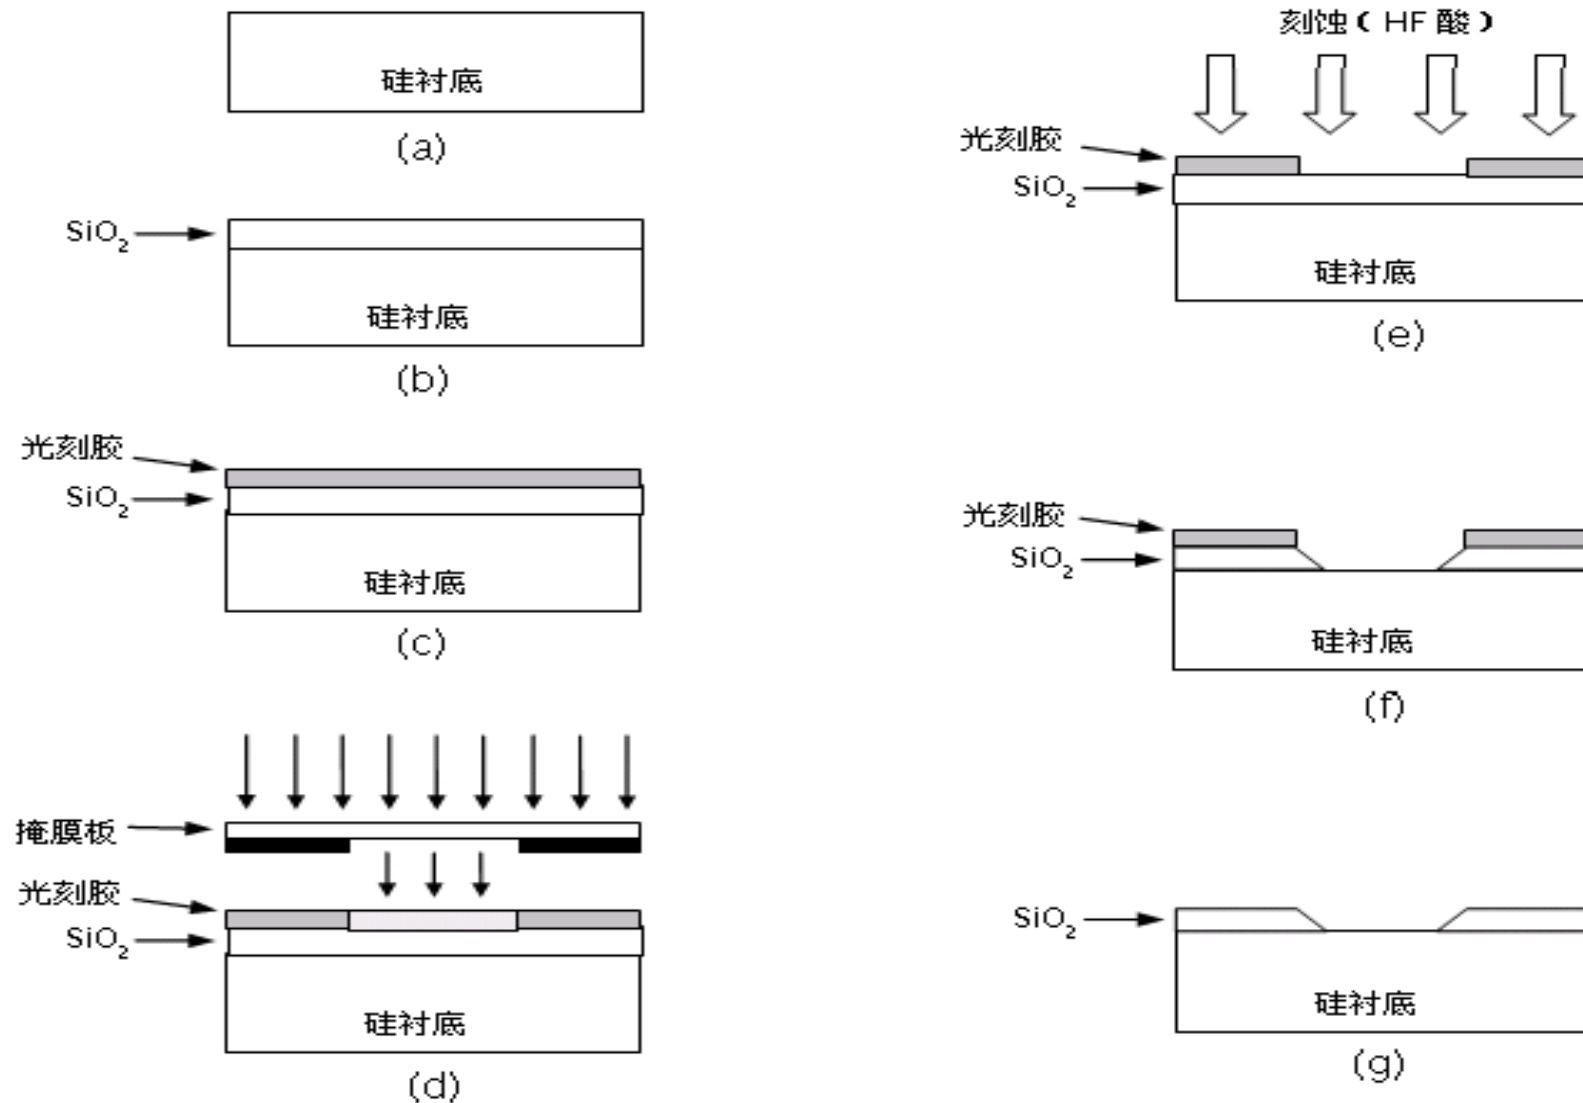 硅衬底
(a)
SiO₂
硅衬底
(b)
光刻胶
SiO₂
硅衬底
(c)
掩膜板
光刻胶
SiO₂
硅衬底
(d)
刻蚀(HF 酸)
光刻胶
SiO₂
硅衬底
(e)
光刻胶
SiO₂
硅衬底
(f)
SiO₂
硅衬底
(g)